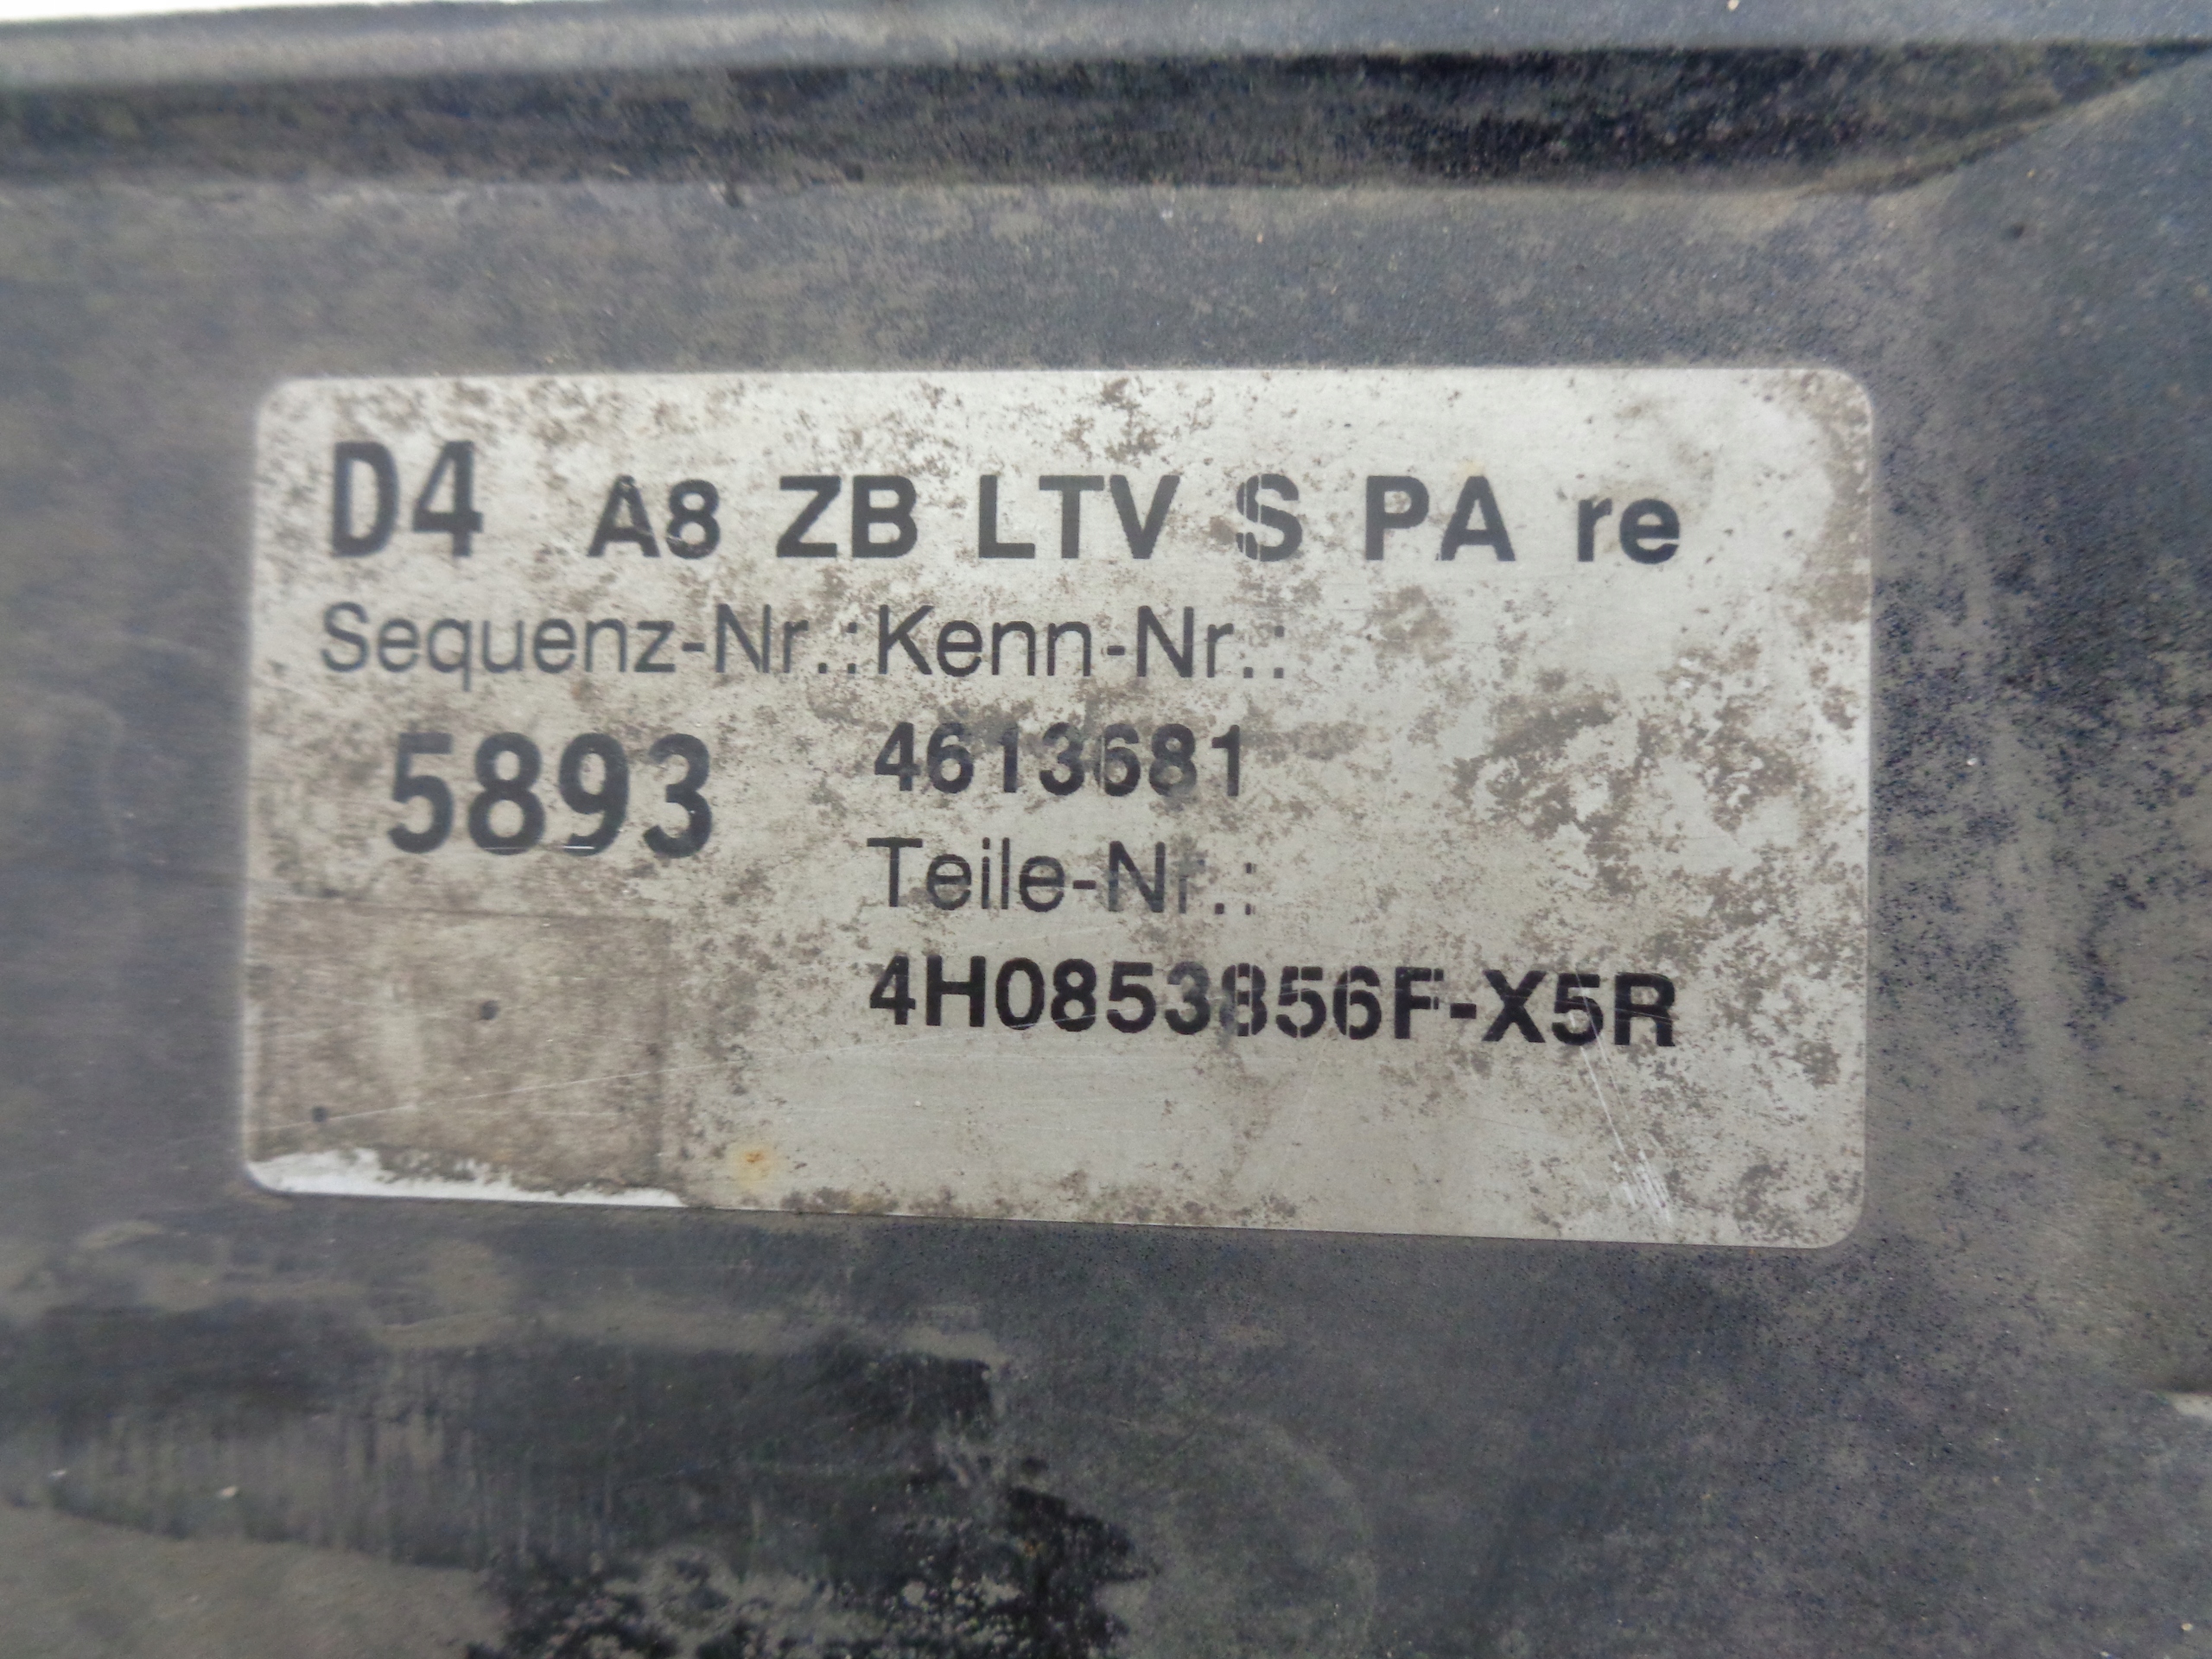 D4 A8 ZB LTV S PA re
Sequenz-Nr.: Kenn-Nr.:
5893 4613681
Teile-Nr.:
4H0853856F-X5R